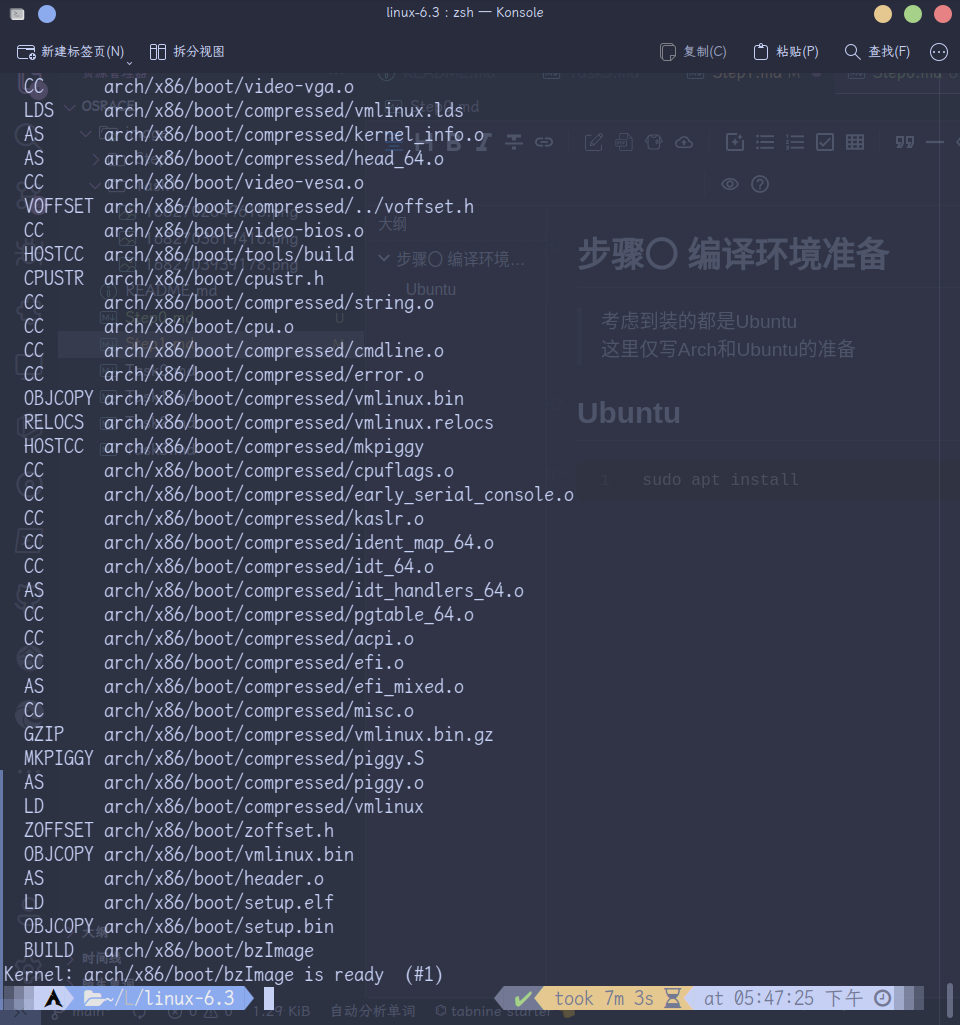 linux-6.3 : zsh — Konsole
新建标签页(N) 拆分视图 复制(C) 粘贴(P) 查找(F)
CC arch/x86/boot/video-vga.o
LDS arch/x86/boot/compressed/vmlinux.lds
AS arch/x86/boot/compressed/kernel_info.o
AS arch/x86/boot/compressed/head_64.o
CC arch/x86/boot/video-vesa.o
VOFFSET arch/x86/boot/compressed/../voffset.h
CC arch/x86/boot/video-bios.o
HOSTCC arch/x86/boot/tools/build
CPUSTR arch/x86/boot/cpustr.h
CC arch/x86/boot/compressed/string.o
CC arch/x86/boot/cpu.o
CC arch/x86/boot/compressed/cmdline.o
CC arch/x86/boot/compressed/error.o
OBJCOPY arch/x86/boot/compressed/vmlinux.bin
RELOCS arch/x86/boot/compressed/vmlinux.relocs
HOSTCC arch/x86/boot/compressed/mkpiggy
CC arch/x86/boot/compressed/cpuflags.o
CC arch/x86/boot/compressed/early_serial_console.o
CC arch/x86/boot/compressed/kaslr.o
CC arch/x86/boot/compressed/ident_map_64.o
CC arch/x86/boot/compressed/idt_64.o
AS arch/x86/boot/compressed/idt_handlers_64.o
CC arch/x86/boot/compressed/pgtable_64.o
CC arch/x86/boot/compressed/acpi.o
CC arch/x86/boot/compressed/efi.o
AS arch/x86/boot/compressed/efi_mixed.o
CC arch/x86/boot/compressed/misc.o
GZIP arch/x86/boot/compressed/vmlinux.bin.gz
MKPIGGY arch/x86/boot/compressed/piggy.S
AS arch/x86/boot/compressed/piggy.o
LD arch/x86/boot/compressed/vmlinux
ZOFFSET arch/x86/boot/zoffset.h
OBJCOPY arch/x86/boot/vmlinux.bin
AS arch/x86/boot/header.o
LD arch/x86/boot/setup.elf
OBJCOPY arch/x86/boot/setup.bin
BUILD arch/x86/boot/bzImage
Kernel: arch/x86/boot/bzImage is ready (#1)
~/L/linux-6.3 ✔ took 7m 3s at 05:47:25 下午
大纲
步骤〇 编译环境…
Ubuntu
步骤〇 编译环境准备
考虑到装的都是Ubuntu
这里仅写Arch和Ubuntu的准备
Ubuntu
1 sudo apt install
OSRACE
README.md
Step0.md U
时间线
main 0 0 1.29 KiB 自动分析单词 tabnine starter